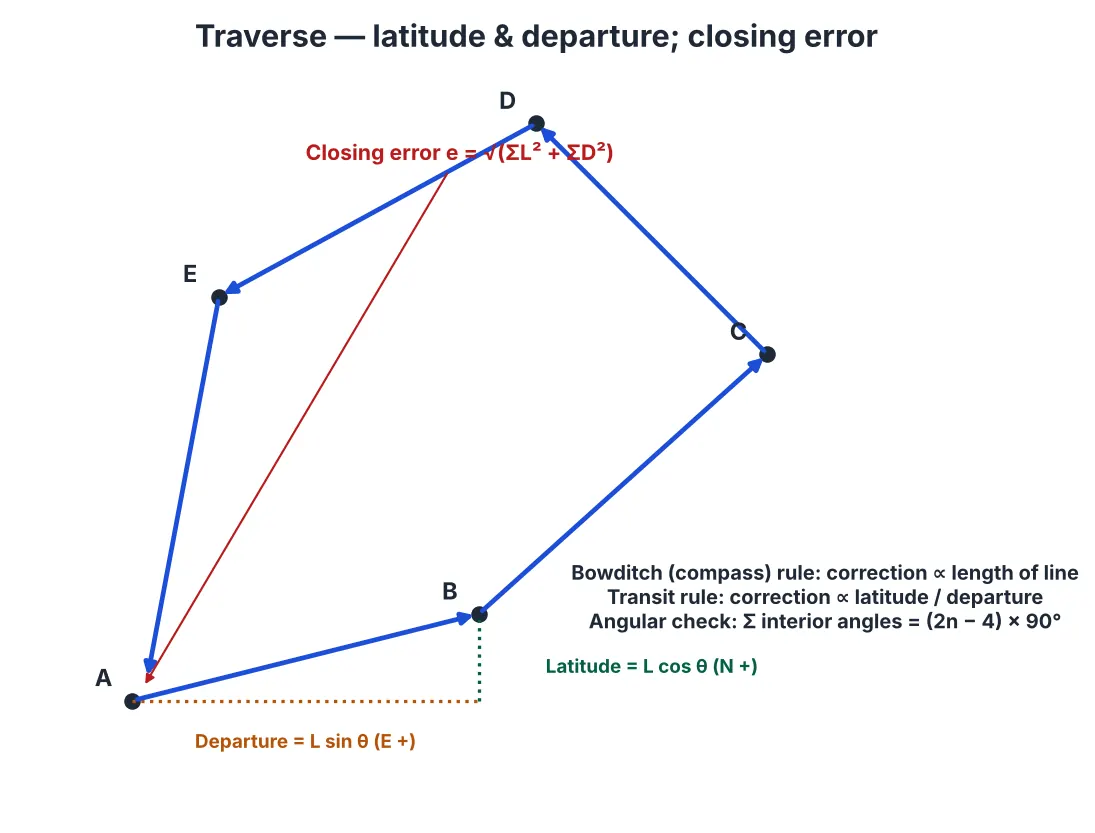 Traverse — latitude & departure; closing error
D
Closing error e = √(ΣL² + ΣD²)
E
C
Bowditch (compass) rule: correction ∝ length of line
B
Transit rule: correction ∝ latitude / departure
Angular check: Σ interior angles = (2n − 4) × 90°
Latitude = L cos θ (N +)
A
Departure = L sin θ (E +)